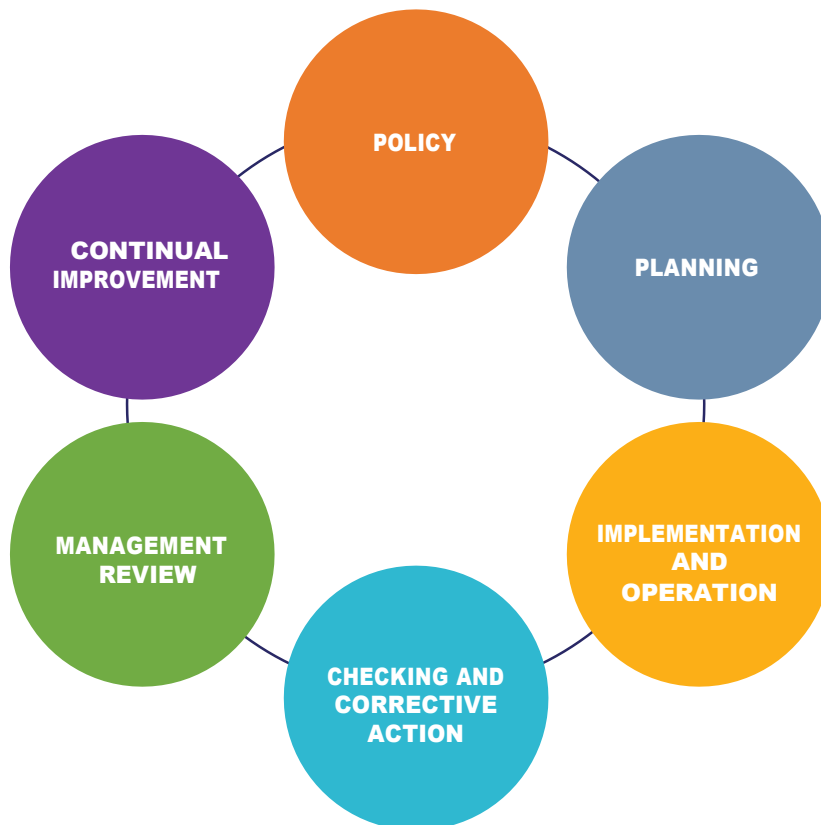 POLICY
PLANNING
IMPLEMENTATION
AND
OPERATION
CHECKING AND
CORRECTIVE
ACTION
MANAGEMENT
REVIEW
CONTINUAL
IMPROVEMENT